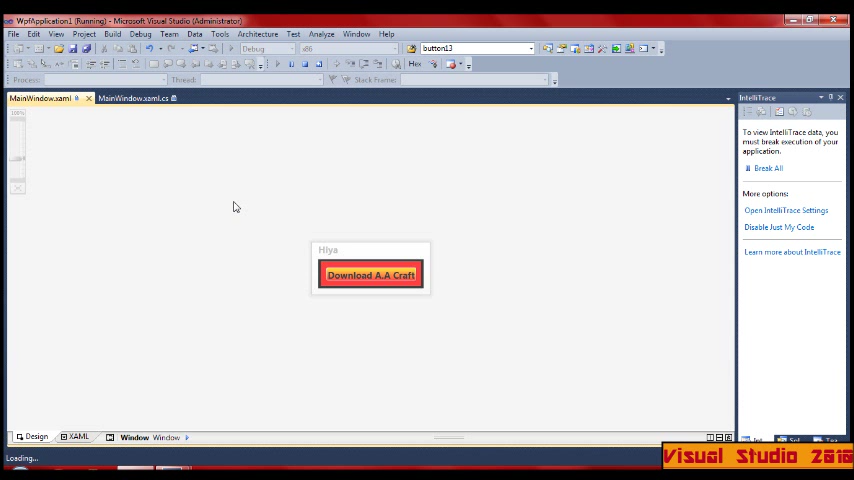 WpfApplication1 (Running) - Microsoft Visual Studio (Administrator)
File Edit View Project Build Debug Team Data Tools Architecture Test Analyze Window Help
Debug x86 button13
Hex
Process: Thread: Stack Frame:
MainWindow.xaml MainWindow.xaml.cs
IntelliTrace
100%
To view IntelliTrace data, you
must break execution of your
application.
Break All
More options:
Open IntelliTrace Settings
Disable Just My Code
Learn more about IntelliTrace
Hiya
Download A.A Craft
Design XAML Window Window
Loading...
Visual Studio 2010